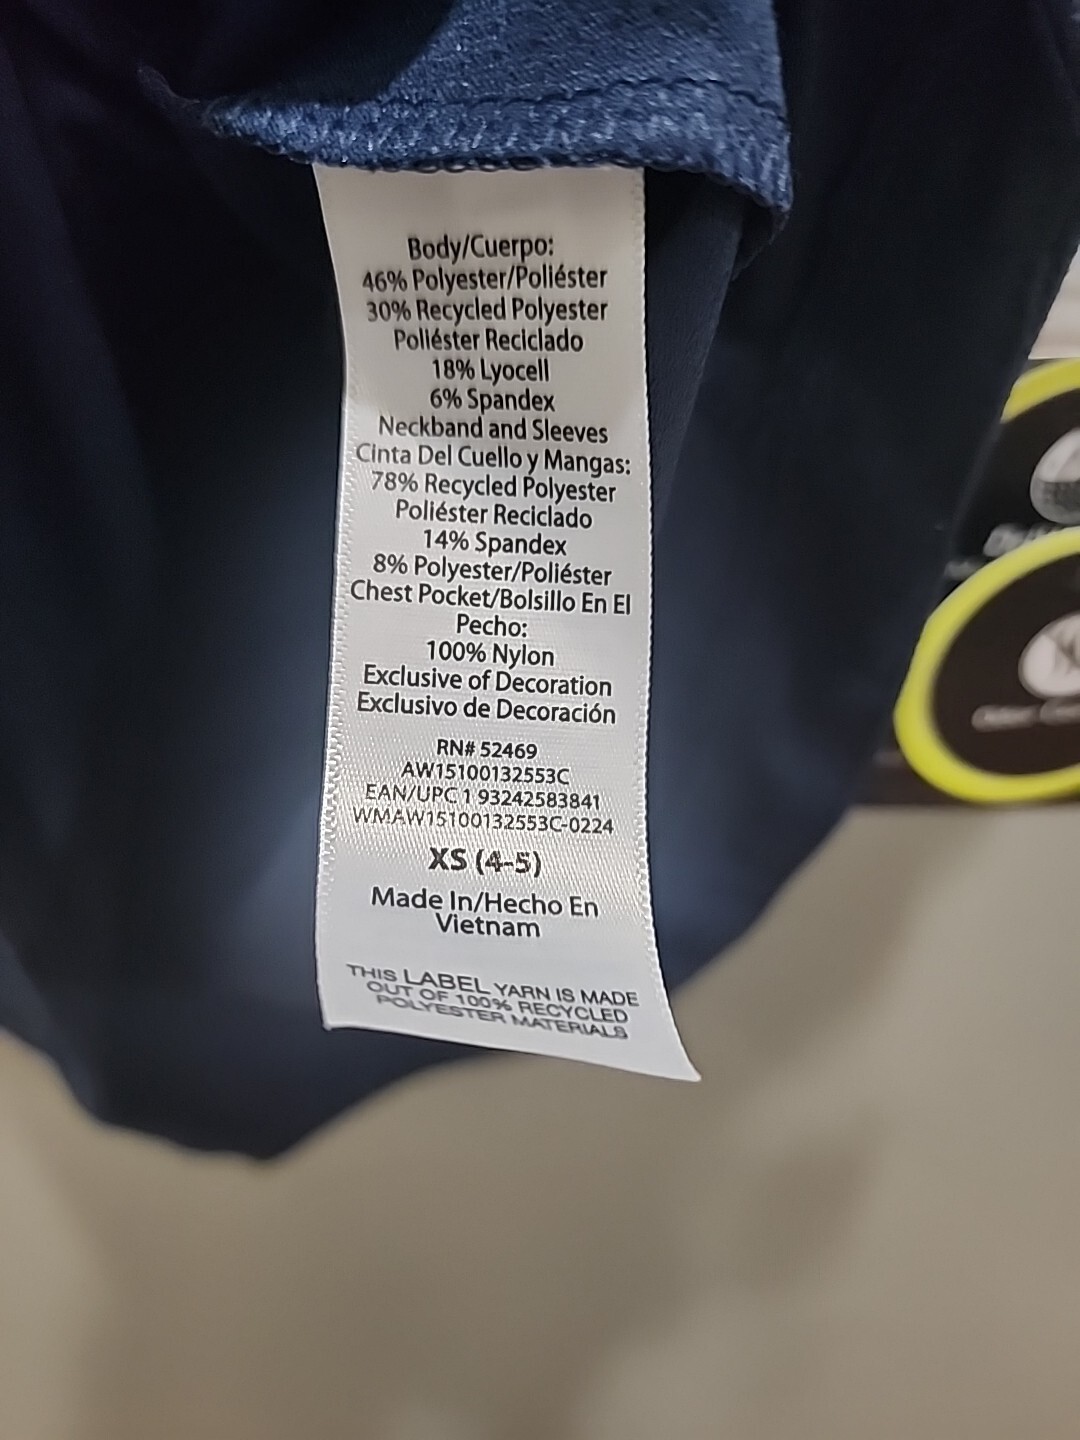 Body/Cuerpo:
46% Polyester/Poliéster
30% Recycled Polyester
Poliéster Reciclado
18% Lyocell
6% Spandex
Neckband and Sleeves
Cinta Del Cuello y Mangas:
78% Recycled Polyester
Poliéster Reciclado
14% Spandex
8% Polyester/Poliéster
Chest Pocket/Bolsillo En El
Pecho:
100% Nylon
Exclusive of Decoration
Exclusivo de Decoración
RN# 52469
AW15100132553C
EAN/UPC 1 93242583841
WMAW15100132553C-0224
XS (4-5)
Made In/Hecho En
Vietnam
THIS LABEL YARN IS MADE
OUT OF 100% RECYCLED
POLYESTER MATERIALS